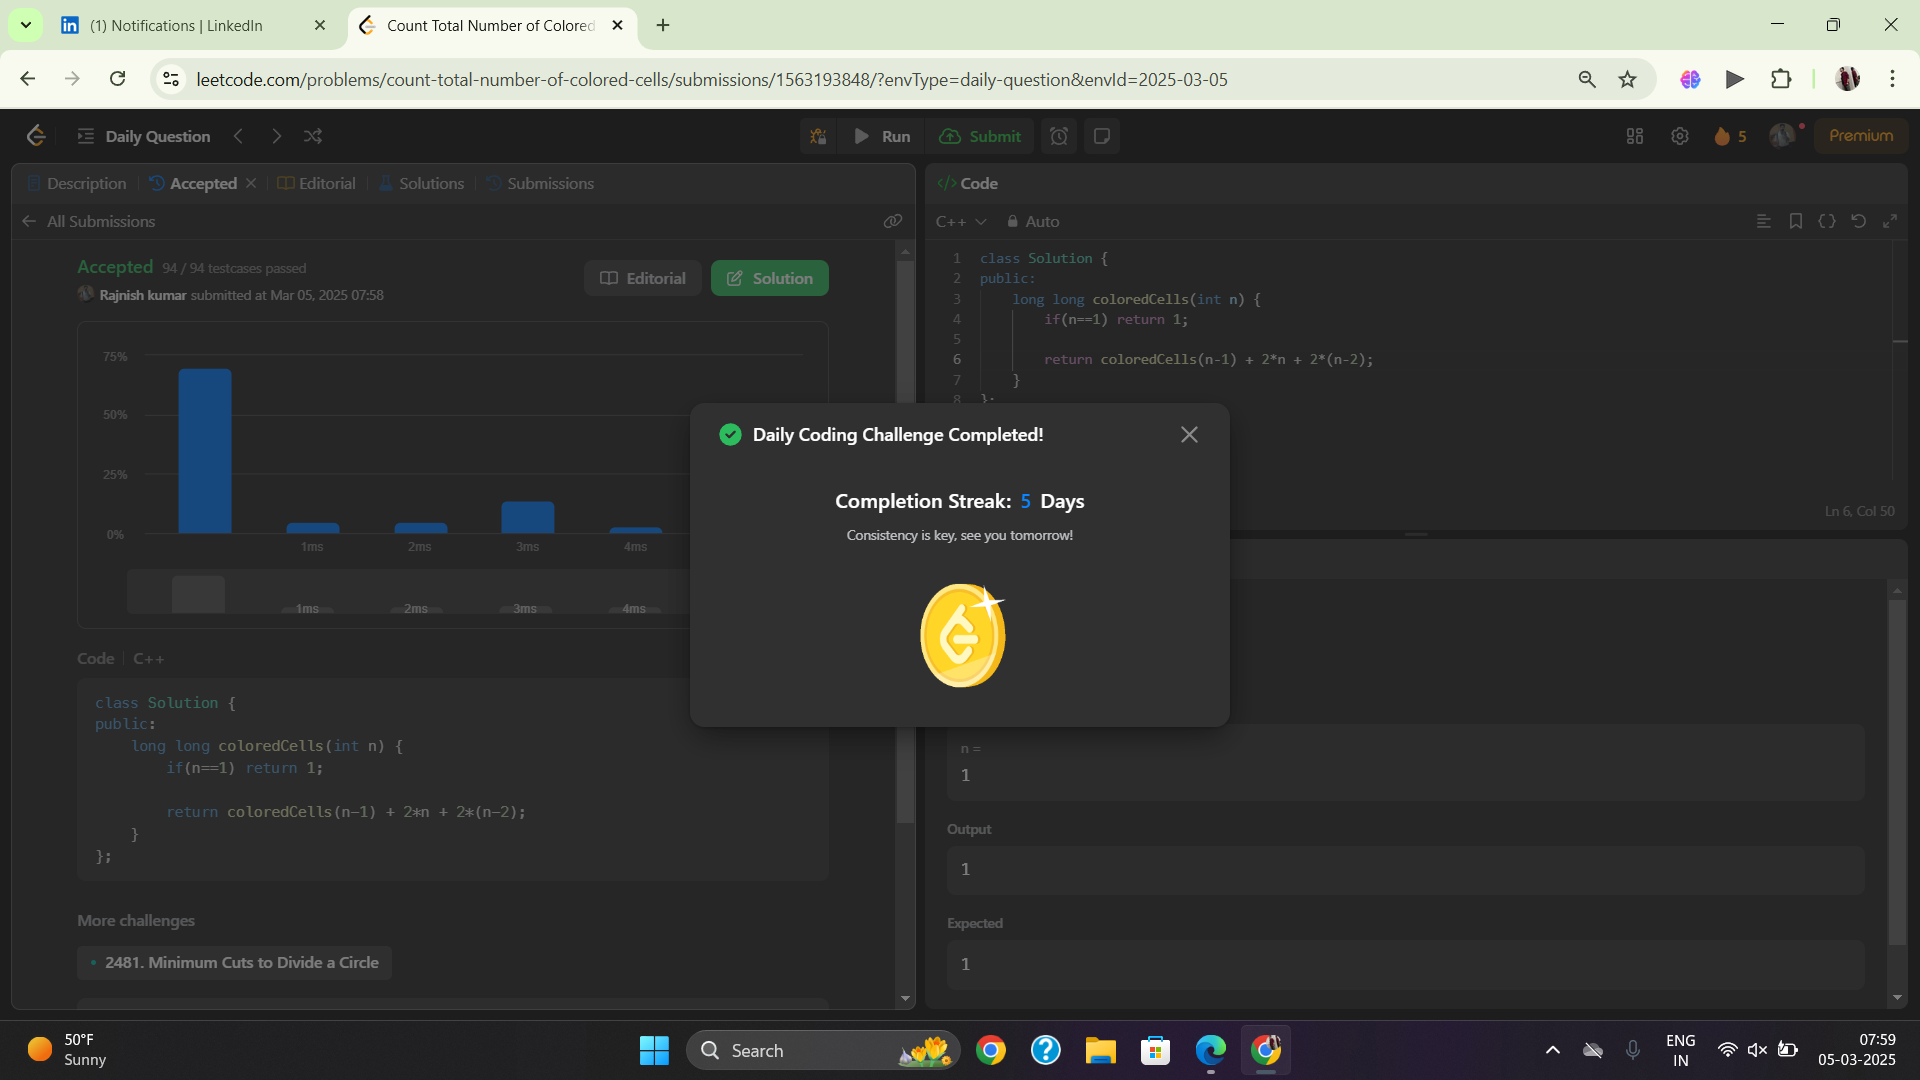 (1) Notifications | LinkedIn
Count Total Number of Colored
leetcode.com/problems/count-total-number-of-colored-cells/submissions/1563193848/?envType=daily-question&envId=2025-03-05
Daily Question
Run
Submit
5
Premium
Description
Accepted
Editorial
Solutions
Submissions
All Submissions
Accepted 94 / 94 testcases passed
Rajnish kumar submitted at Mar 05, 2025 07:58
Editorial
Solution
75%
50%
25%
0%
1ms 2ms 3ms 4ms
1ms 2ms 3ms 4ms
Code | C++
class Solution {
public:
    long long coloredCells(int n) {
        if(n==1) return 1;

        return coloredCells(n-1) + 2*n + 2*(n-2);
    }
};
More challenges
2481. Minimum Cuts to Divide a Circle
</> Code
C++
Auto
1 class Solution {
2 public:
3     long long coloredCells(int n) {
4         if(n==1) return 1;
5
6         return coloredCells(n-1) + 2*n + 2*(n-2);
7     }
8 };
Ln 6, Col 50
Daily Coding Challenge Completed!
Completion Streak: 5 Days
Consistency is key, see you tomorrow!
n =
1
Output
1
Expected
1
50°F
Sunny
Search
ENG
IN
07:59
05-03-2025